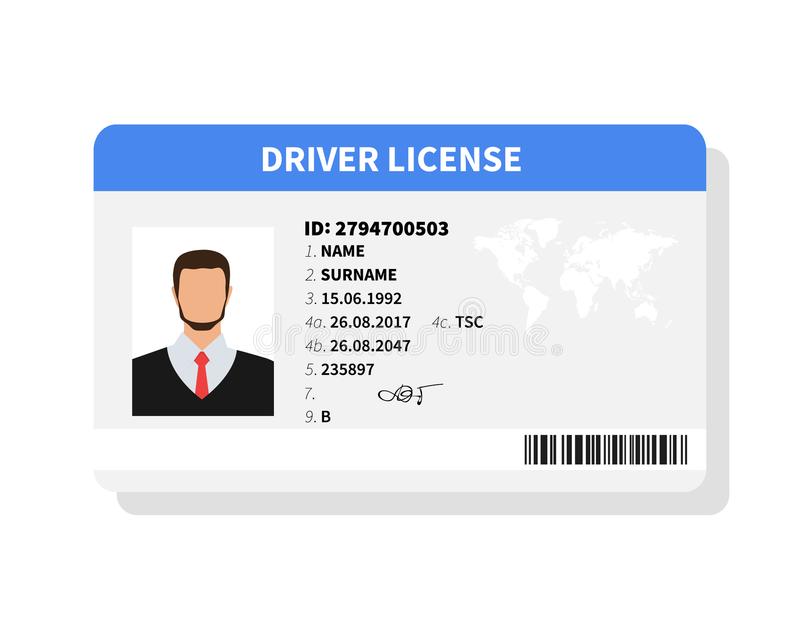 DRIVER LICENSE
ID: 2794700503
1. NAME
2. SURNAME
3. 15.06.1992
4a. 26.08.2017 4c. TSC
4b. 26.08.2047
5. 235897
7.
9. B
dreamstime